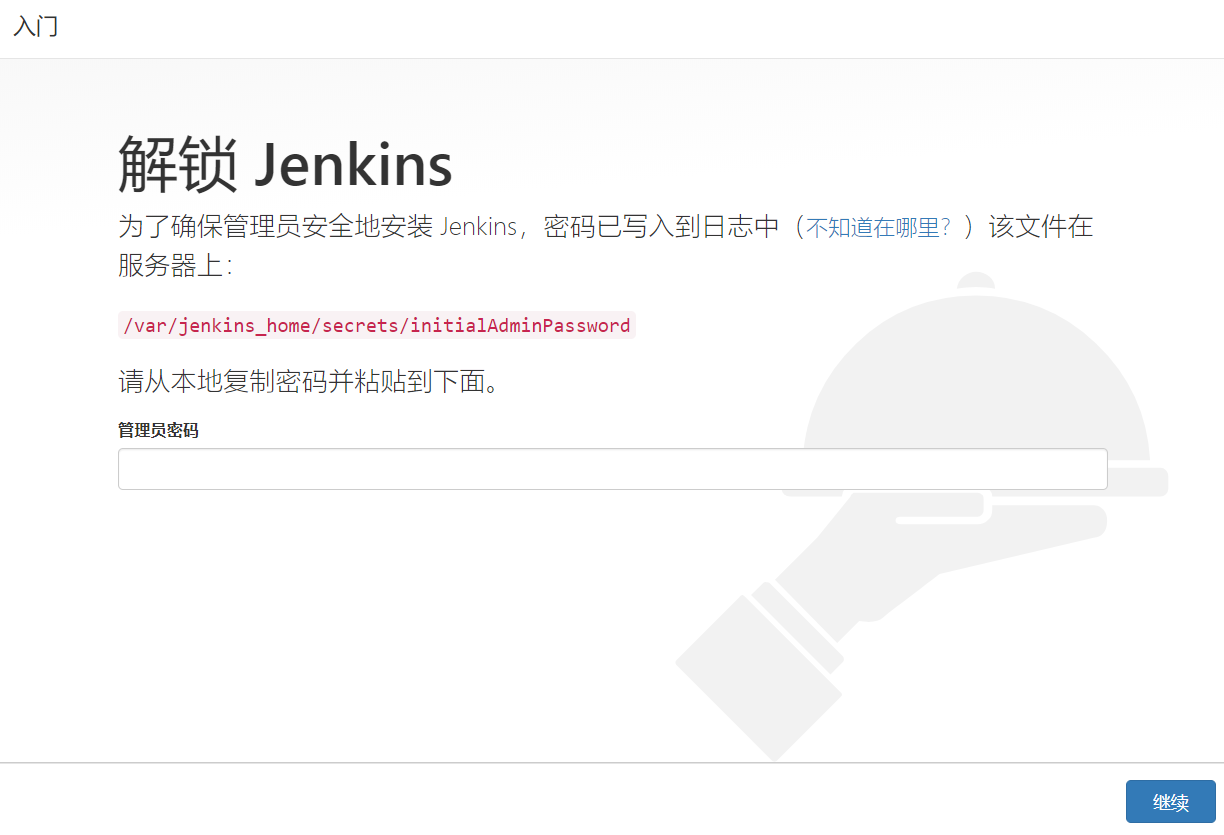 入门
解锁 Jenkins
为了确保管理员安全地安装 Jenkins，密码已写入到日志中（不知道在哪里？）该文件在
服务器上：
/var/jenkins_home/secrets/initialAdminPassword
请从本地复制密码并粘贴到下面。
管理员密码
继续